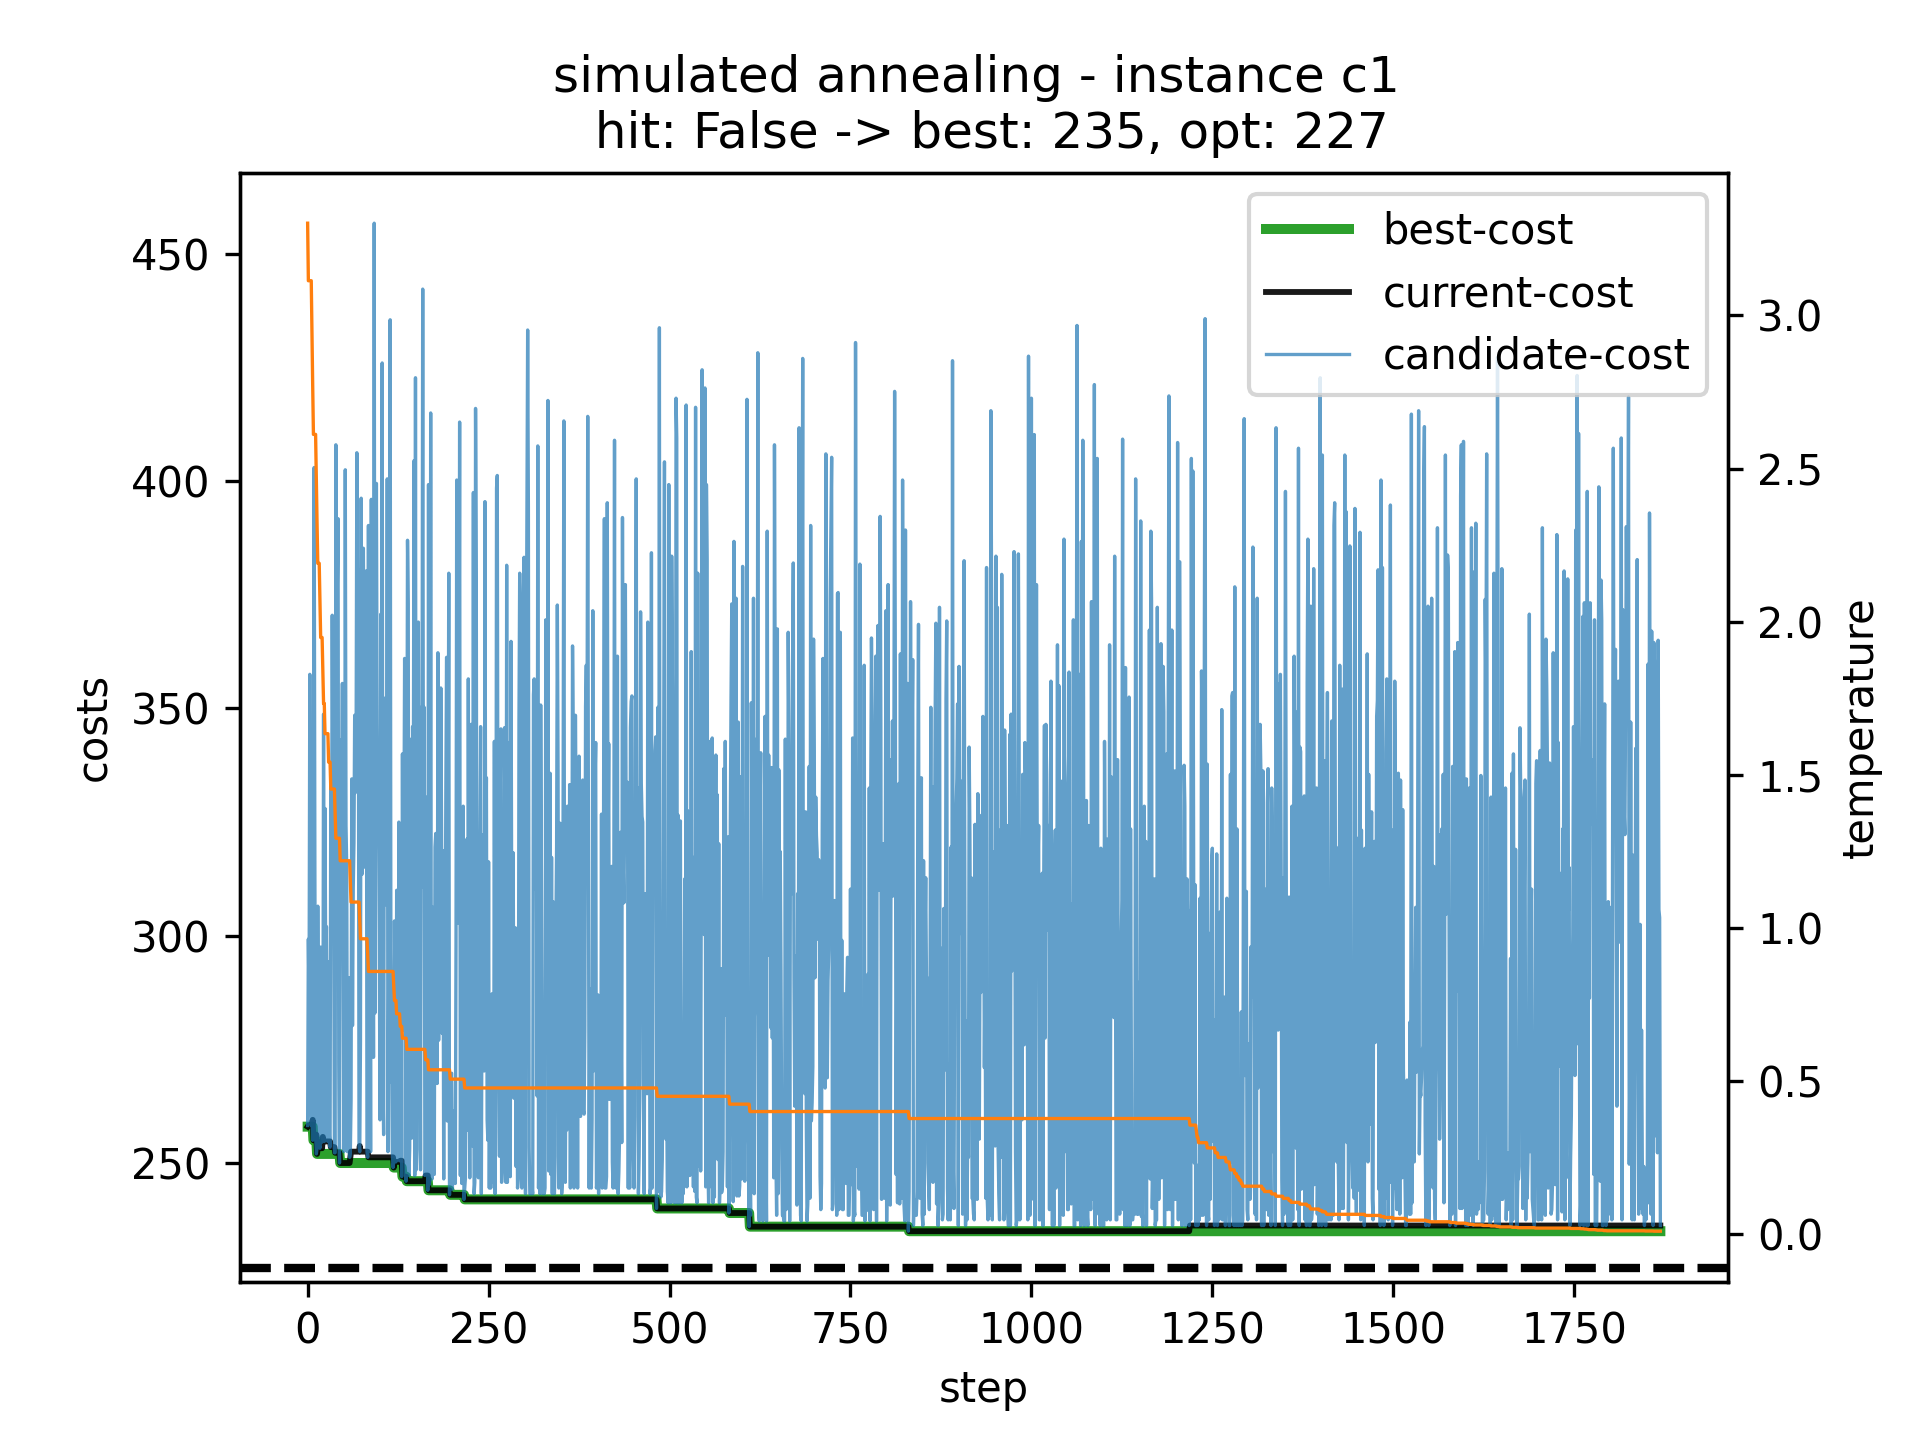 simulated annealing - instance c1
hit: False -> best: 235, opt: 227
best-cost
current-cost
candidate-cost
450
400
350
300
250
costs
3.0
2.5
2.0
1.5
1.0
0.5
0.0
temperature
0 250 500 750 1000 1250 1500 1750
step